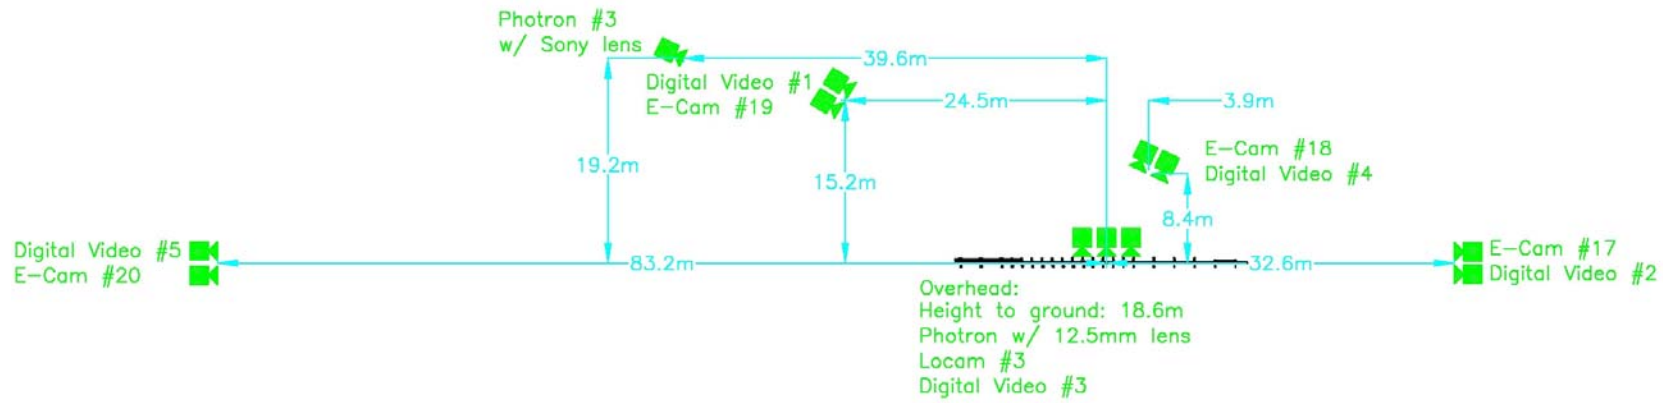 Photron #3
w/ Sony lens
39.6m
Digital Video #1
E-Cam #19
24.5m
3.9m
19.2m
15.2m
E-Cam #18
Digital Video #4
8.4m
Digital Video #5
E-Cam #20
83.2m
32.6m
E-Cam #17
Digital Video #2
Overhead:
Height to ground: 18.6m
Photron w/ 12.5mm lens
Locam #3
Digital Video #3